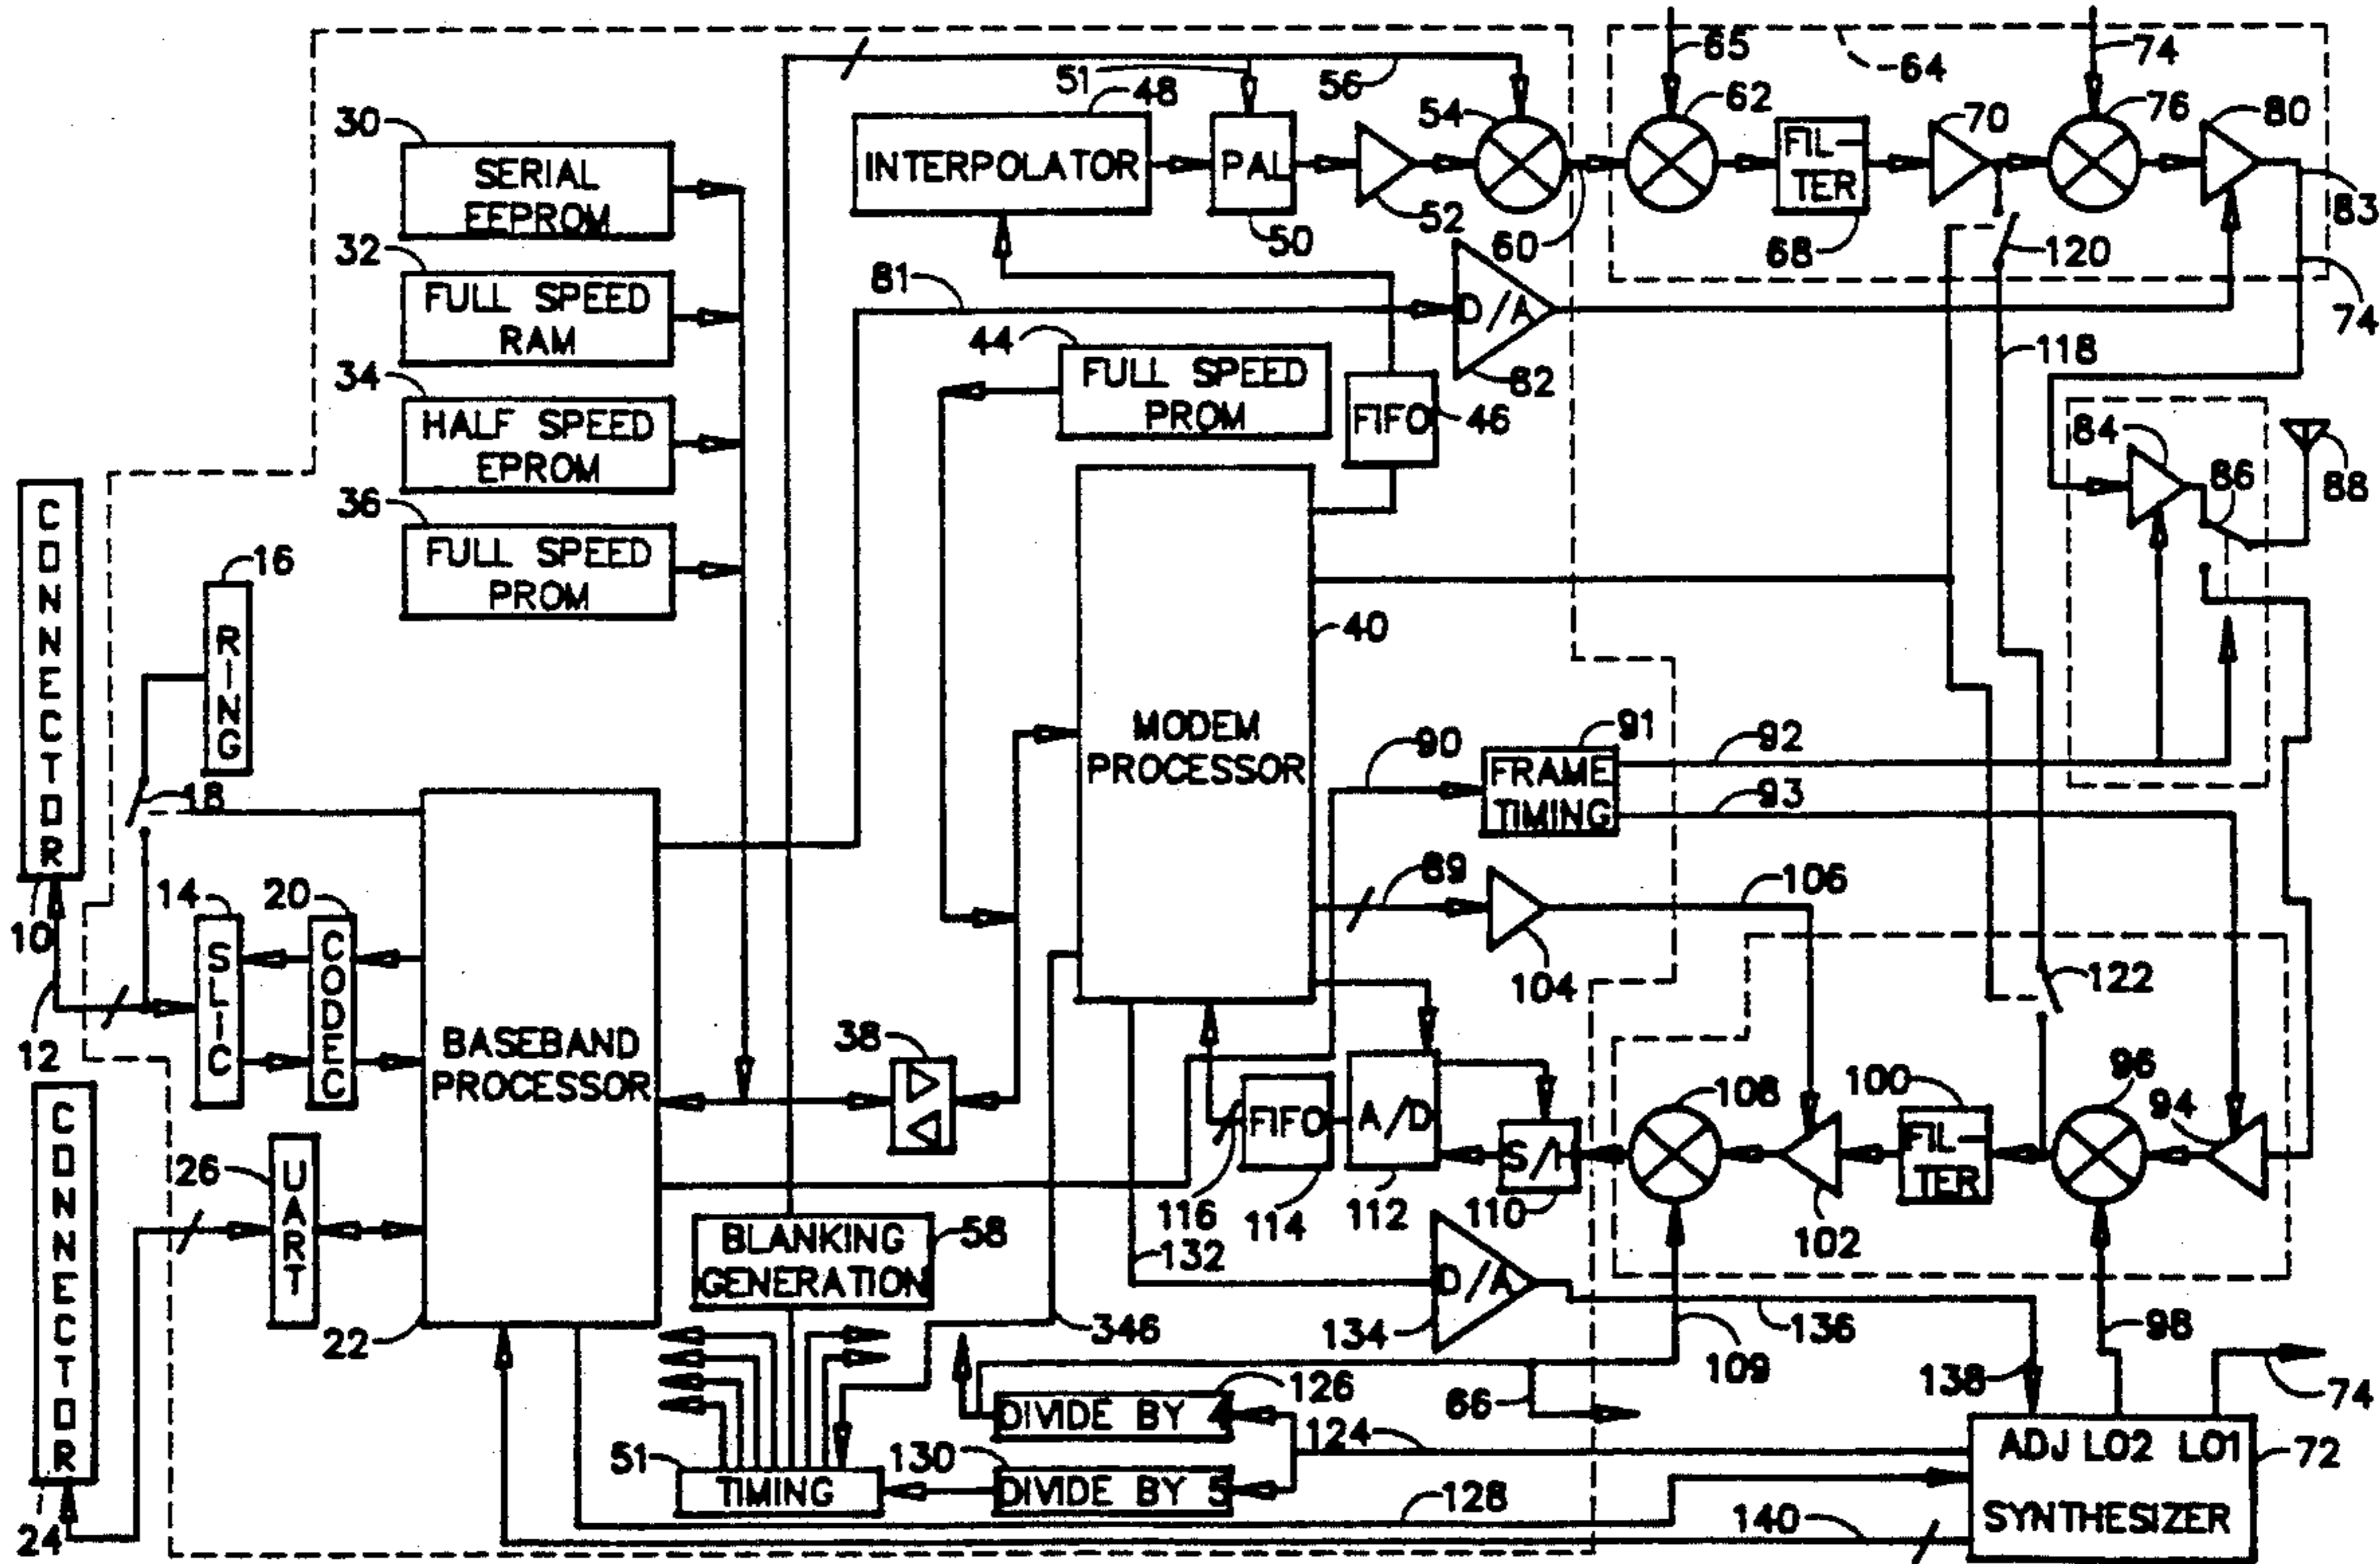 65
74
64
51
48
56
54
62
70
76
80
30
SERIAL
EEPROM
INTERPOLATOR
PAL
FIL-
TER
50
52
60
68
83
120
32
FULL SPEED
RAM
81
D/A
74
44
82
118
FULL SPEED
PROM
FIFO
46
34
HALF SPEED
EPROM
84
86
88
CONNECTOR
36
FULL SPEED
PROM
16
RING
40
MODEM
PROCESSOR
90
91
92
FRAME
TIMING
93
18
89
106
104
10
14
20
SLIC
CODEC
12
BASEBAND
PROCESSOR
38
122
108
100
96
94
FIFO
A/D
S/H
FIL-
TER
116
114
112
110
102
CONNECTOR
26
UART
BLANKING
GENERATION
58
132
D/A
134
136
22
346
109
98
138
74
126
DIVIDE BY 4
66
124
51
130
TIMING
DIVIDE BY 5
128
ADJ LO2 LO1
72
SYNTHESIZER
24
140